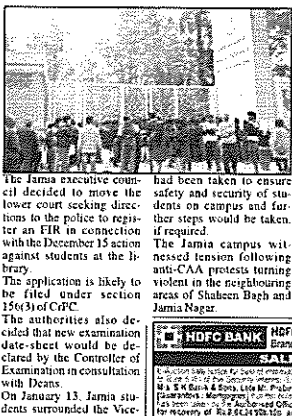 The Jamia executive coun-
cil decided to move the
lower court seeking direc-
tions to the police to regis-
ter an FIR in connection
with the December 15 action
against students at the li-
brary.
The application is likely to
be filed under section
156(3) of CrPC.
The authorities also de-
cided that new examination
date-sheet would be de-
clared by the Controller of
Examination in consultation
with Deans.
On January 13, Jamia stu-
dents surrounded the Vice-
had been taken to ensure
safety and security of stu-
dents on campus and fur-
ther steps would be taken,
if required.
The Jamia campus wit-
nessed tension following
anti-CAA protests turning
violent in the neighbouring
areas of Shaheen Bagh and
Jamia Nagar.
HDFC BANK
HDF
Bran
SAL